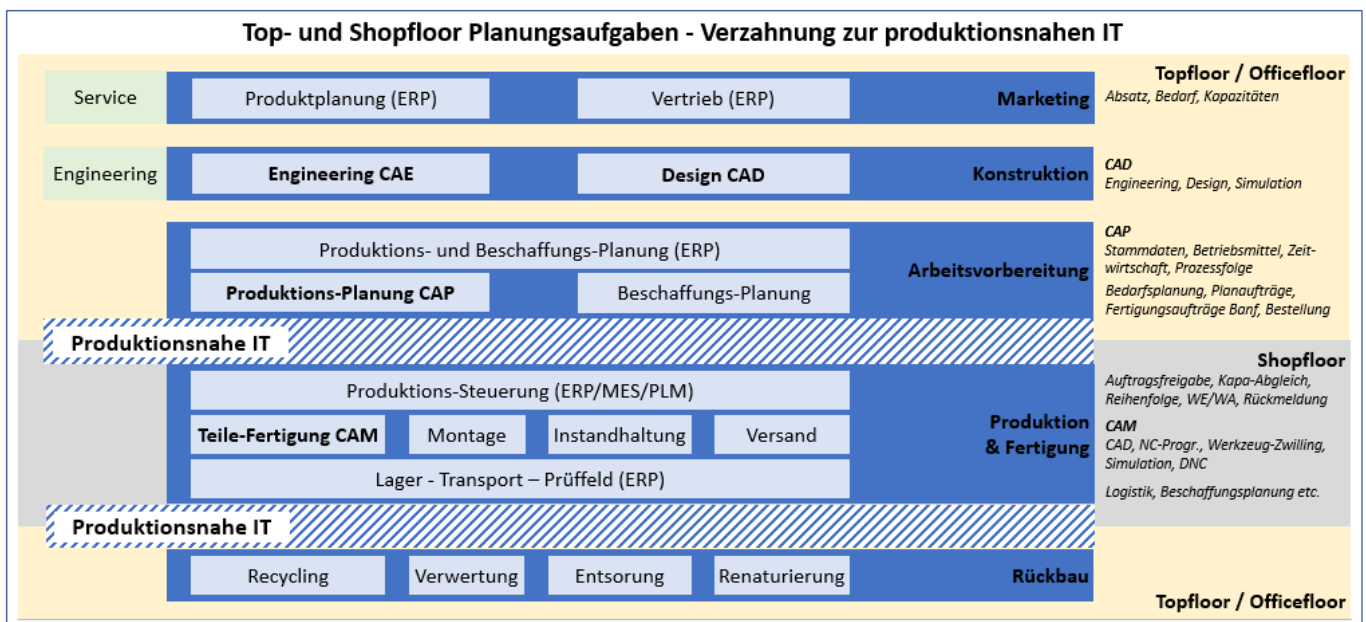 Top- und Shopfloor Planungsaufgaben - Verzahnung zur produktionsnahen IT
Topfloor / Officefloor
Service
Produktplanung (ERP)
Vertrieb (ERP)
Marketing
Absatz, Bedarf, Kapazitäten
Engineering
Engineering CAE
Design CAD
Konstruktion
CAD
Engineering, Design, Simulation
Produktions- und Beschaffungs-Planung (ERP)
Produktions-Planung CAP
Beschaffungs-Planung
Arbeitsvorbereitung
CAP
Stammdaten, Betriebsmittel, Zeit-
wirtschaft, Prozessfolge
Bedarfsplanung, Planaufträge,
Fertigungsaufträge Banf, Bestellung
Produktionsnahe IT
Shopfloor
Produktions-Steuerung (ERP/MES/PLM)
Teile-Fertigung CAM
Montage
Instandhaltung
Versand
Lager - Transport – Prüffeld (ERP)
Produktion
& Fertigung
Auftragsfreigabe, Kapa-Abgleich,
Reihenfolge, WE/WA, Rückmeldung
CAM
CAD, NC-Progr., Werkzeug-Zwilling,
Simulation, DNC
Logistik, Beschaffungsplanung etc.
Produktionsnahe IT
Recycling
Verwertung
Entsorung
Renaturierung
Rückbau
Topfloor / Officefloor